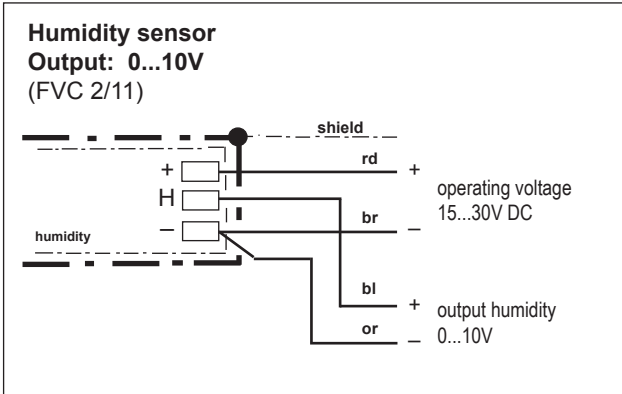 Humidity sensor
Output: 0...10V
(FVC 2/11)
shield
rd
+ +
operating voltage
H
15...30V DC
br
– –
humidity
bl
+
output humidity
or
– 0...10V